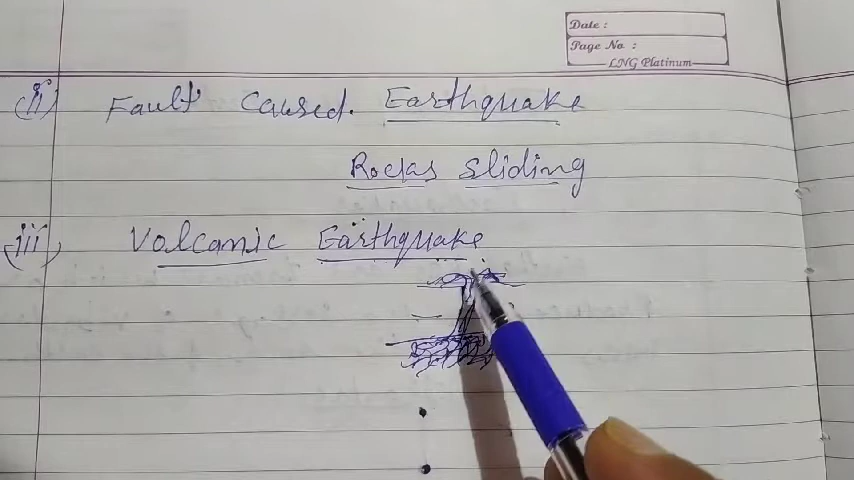 Date :
Page No :
LNG Platinum
(ii) Fault Caused. Earthquake
Rocks sliding
(iii) Volcanic Earthquake